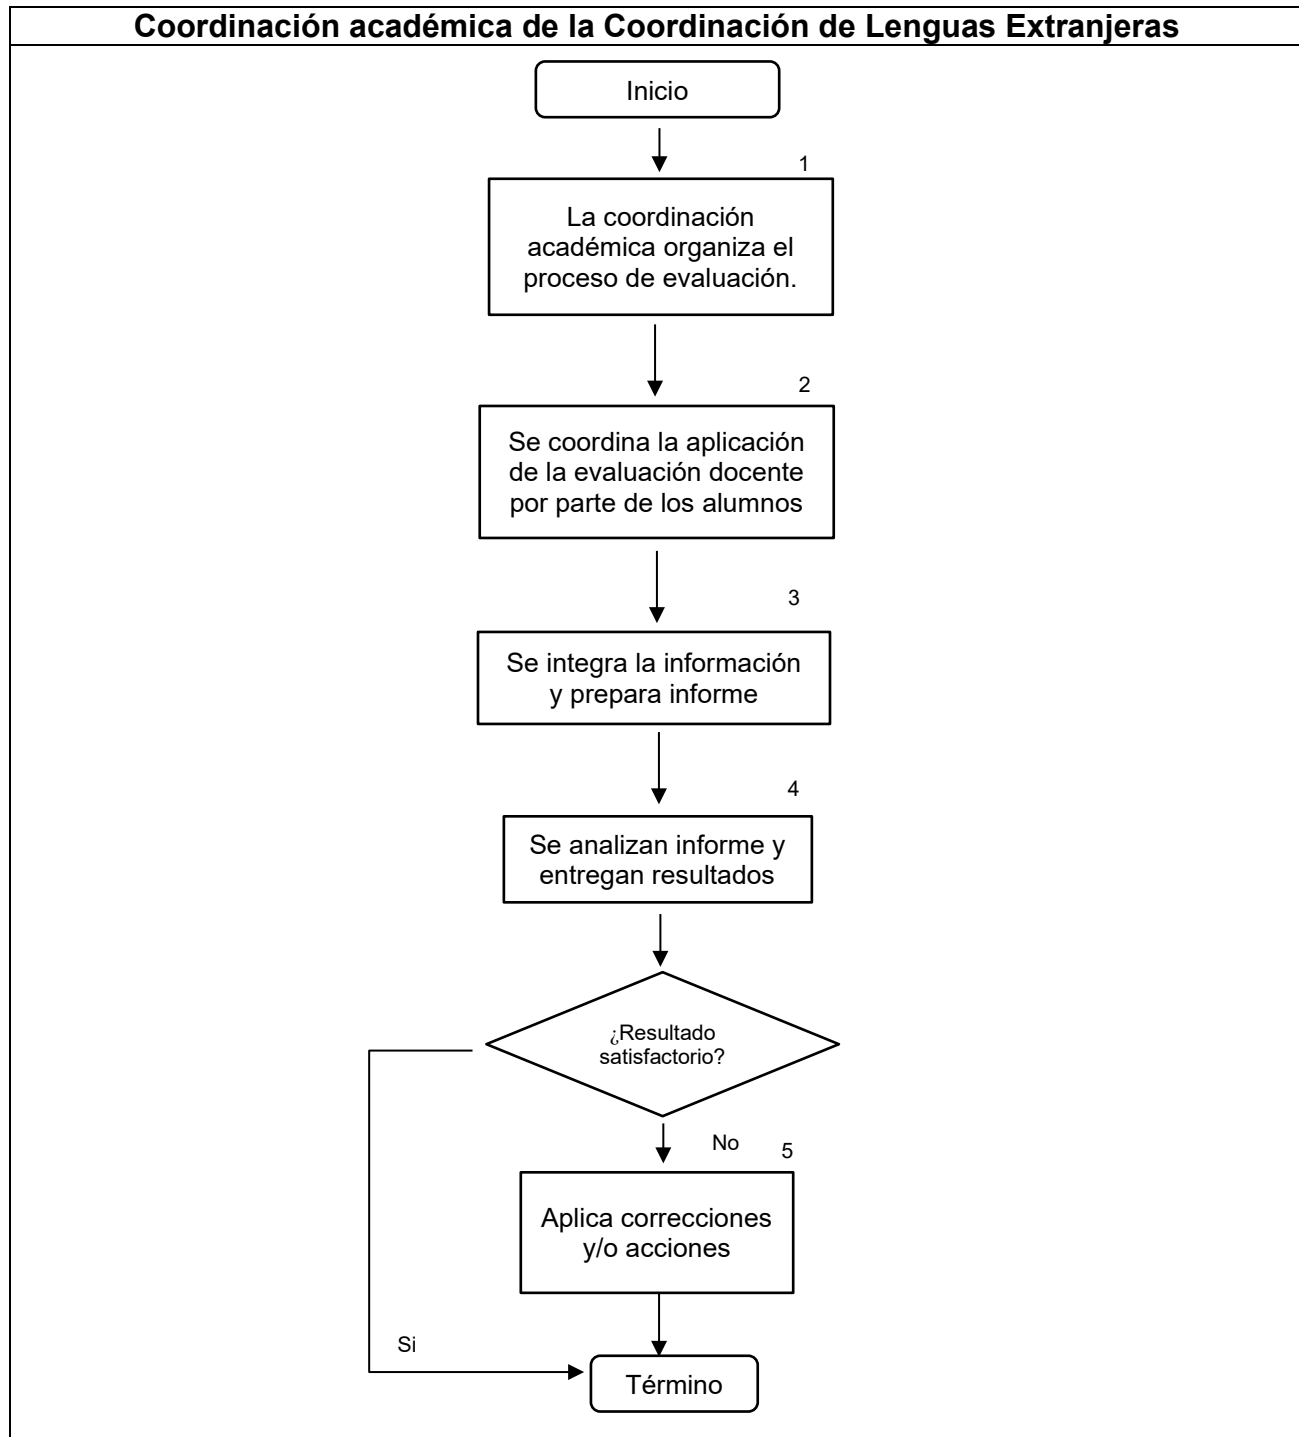 Coordinación académica de la Coordinación de Lenguas Extranjeras
Inicio
1
La coordinación
académica organiza el
proceso de evaluación.
2
Se coordina la aplicación
de la evaluación docente
por parte de los alumnos
3
Se integra la información
y prepara informe
4
Se analizan informe y
entregan resultados
¿Resultado
satisfactorio?
No
5
Aplica correcciones
y/o acciones
Si
Término